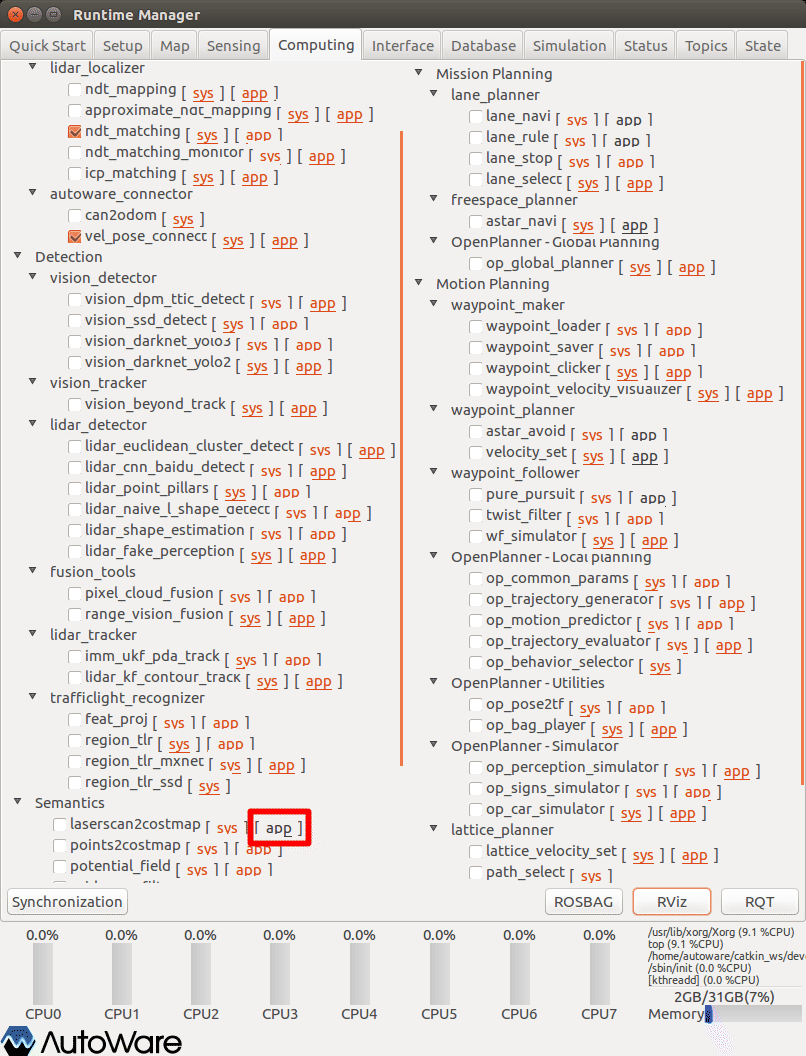 Runtime Manager
Quick Start Setup Map Sensing Computing Interface Database Simulation Status Topics State
lidar_localizer
ndt_mapping [ sys ] [ app ]
approximate_ndt_mapping [ sys ] [ app ]
ndt_matching [ sys ] [ app ]
ndt_matching_monitor [ sys ] [ app ]
icp_matching [ sys ] [ app ]
autoware_connector
can2odom [ sys ]
vel_pose_connect [ sys ] [ app ]
Detection
vision_detector
vision_dpm_ttic_detect [ sys ] [ app ]
vision_ssd_detect [ sys ] [ app ]
vision_darknet_yolo3 [ sys ] [ app ]
vision_darknet_yolo2 [ sys ] [ app ]
vision_tracker
vision_beyond_track [ sys ] [ app ]
lidar_detector
lidar_euclidean_cluster_detect [ sys ] [ app ]
lidar_cnn_baidu_detect [ sys ] [ app ]
lidar_point_pillars [ sys ] [ app ]
lidar_naive_l_shape_detect [ sys ] [ app ]
lidar_shape_estimation [ sys ] [ app ]
lidar_fake_perception [ sys ] [ app ]
fusion_tools
pixel_cloud_fusion [ sys ] [ app ]
range_vision_fusion [ sys ] [ app ]
lidar_tracker
imm_ukf_pda_track [ sys ] [ app ]
lidar_kf_contour_track [ sys ] [ app ]
trafficlight_recognizer
feat_proj [ sys ] [ app ]
region_tlr [ sys ] [ app ]
region_tlr_mxnet [ sys ] [ app ]
region_tlr_ssd [ sys ]
Semantics
laserscan2costmap [ sys ] [ app ]
points2costmap [ sys ] [ app ]
potential_field [ sys ] [ app ]
Mission Planning
lane_planner
lane_navi [ sys ] [ app ]
lane_rule [ sys ] [ app ]
lane_stop [ sys ] [ app ]
lane_select [ sys ] [ app ]
freespace_planner
astar_navi [ sys ] [ app ]
OpenPlanner - Global Planning
op_global_planner [ sys ] [ app ]
Motion Planning
waypoint_maker
waypoint_loader [ sys ] [ app ]
waypoint_saver [ sys ] [ app ]
waypoint_clicker [ sys ] [ app ]
waypoint_velocity_visualizer [ sys ] [ app ]
waypoint_planner
astar_avoid [ sys ] [ app ]
velocity_set [ sys ] [ app ]
waypoint_follower
pure_pursuit [ sys ] [ app ]
twist_filter [ sys ] [ app ]
wf_simulator [ sys ] [ app ]
OpenPlanner - Local planning
op_common_params [ sys ] [ app ]
op_trajectory_generator [ sys ] [ app ]
op_motion_predictor [ sys ] [ app ]
op_trajectory_evaluator [ sys ] [ app ]
op_behavior_selector [ sys ]
OpenPlanner - Utilities
op_pose2tf [ sys ] [ app ]
op_bag_player [ sys ] [ app ]
OpenPlanner - Simulator
op_perception_simulator [ sys ] [ app ]
op_signs_simulator [ sys ] [ app ]
op_car_simulator [ sys ] [ app ]
lattice_planner
lattice_velocity_set [ sys ] [ app ]
path_select [ sys ]
Synchronization ROSBAG RViz RQT
0.0% 0.0% 0.0% 0.0% 0.0% 0.0% 0.0% 0.0%
CPU0 CPU1 CPU2 CPU3 CPU4 CPU5 CPU6 CPU7
/usr/lib/xorg/Xorg (9.1 %CPU)
top (9.1 %CPU)
/home/autoware/catkin_ws/deve
/sbin/init (0.0 %CPU)
[kthreadd] (0.0 %CPU)
2GB/31GB(7%)
Memory
AutoWare